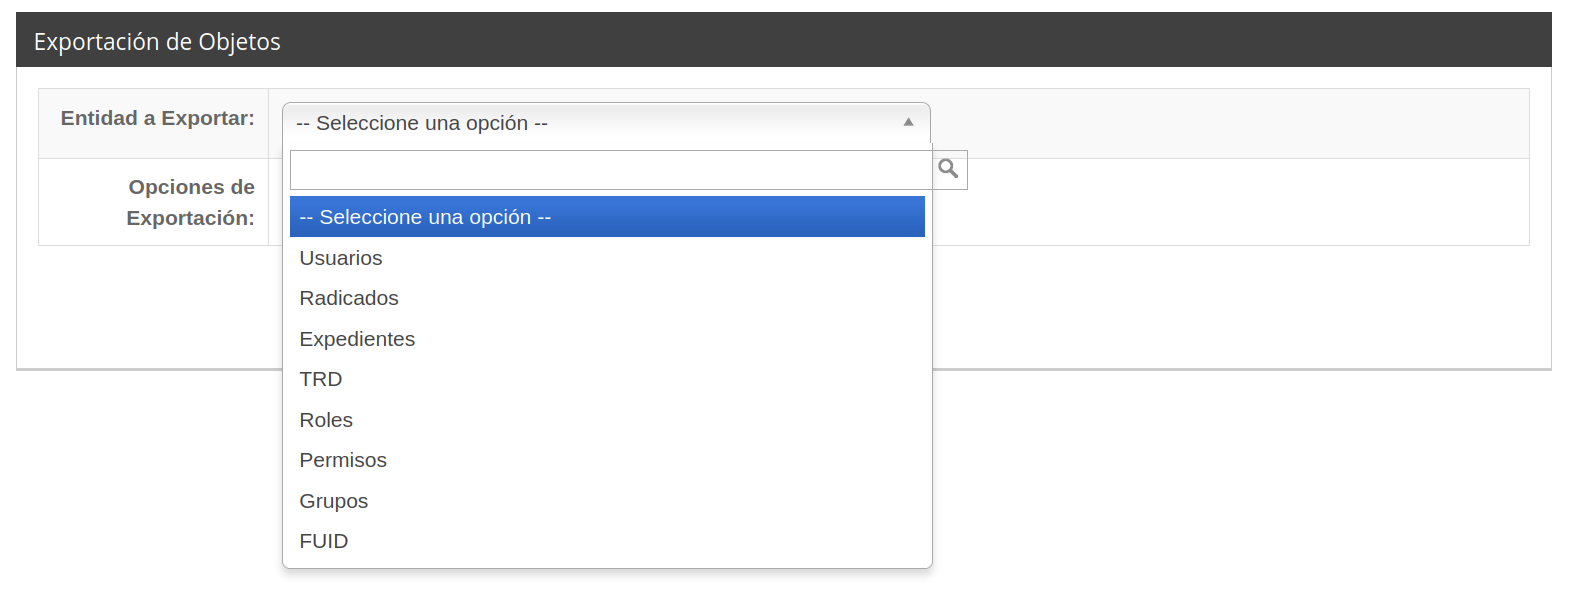 Exportación de Objetos
Entidad a Exportar:
-- Seleccione una opción --
Opciones de
Exportación:
-- Seleccione una opción --
Usuarios
Radicados
Expedientes
TRD
Roles
Permisos
Grupos
FUID